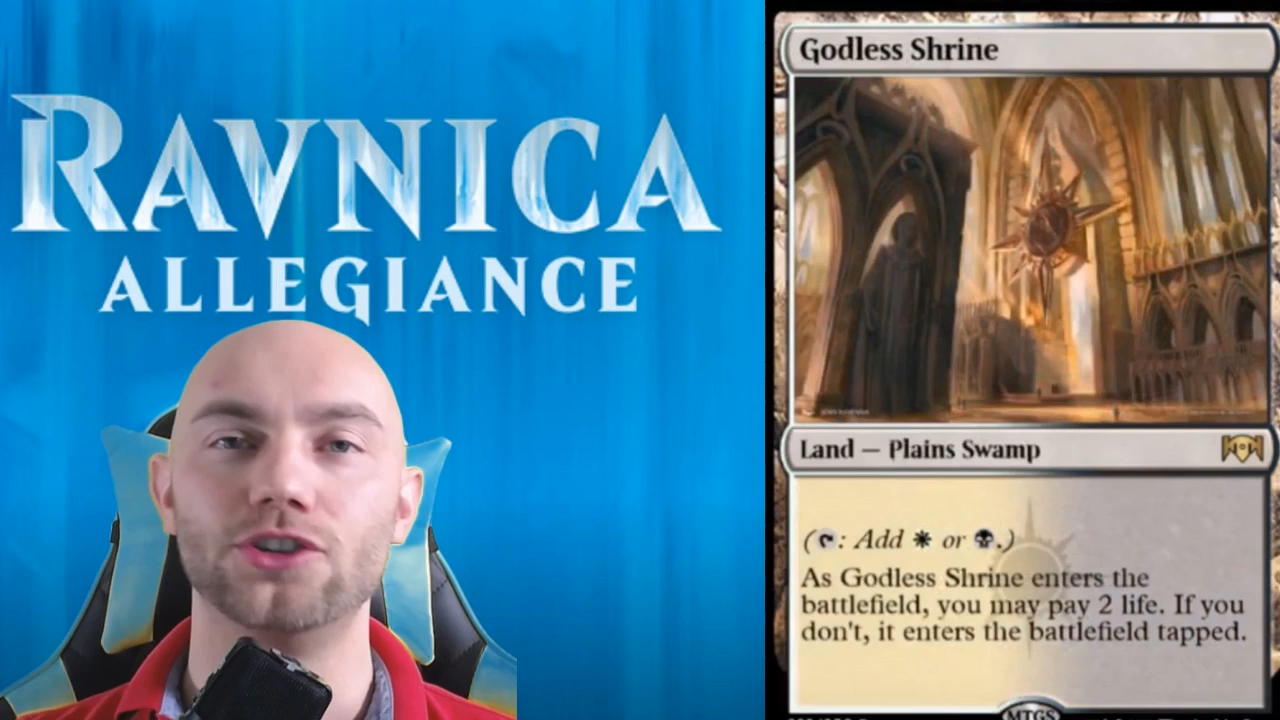 RAVNICA
ALLEGIANCE
Godless Shrine
Land — Plains Swamp
(: Add or .)
As Godless Shrine enters the
battlefield, you may pay 2 life. If you
don't, it enters the battlefield tapped.
MTGS